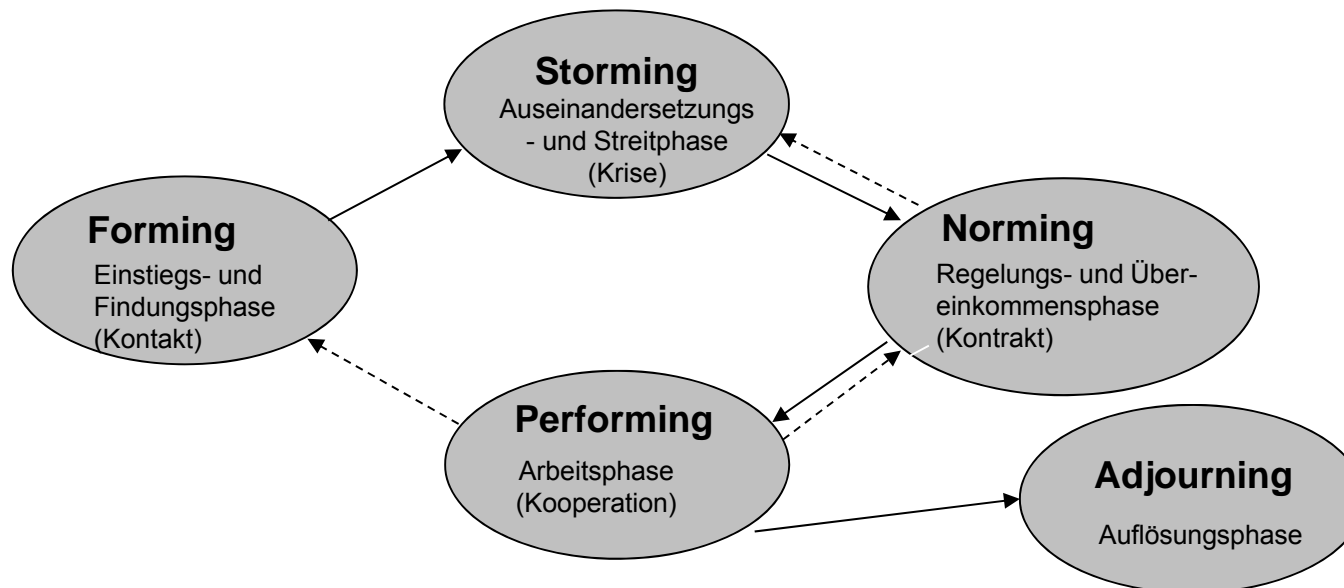 Storming
Auseinandersetzungs
- und Streitphase
(Krise)
Forming
Einstiegs- und
Findungsphase
(Kontakt)
Norming
Regelungs- und Über-
einkommensphase
(Kontrakt)
Performing
Arbeitsphase
(Kooperation)
Adjourning
Auflösungsphase